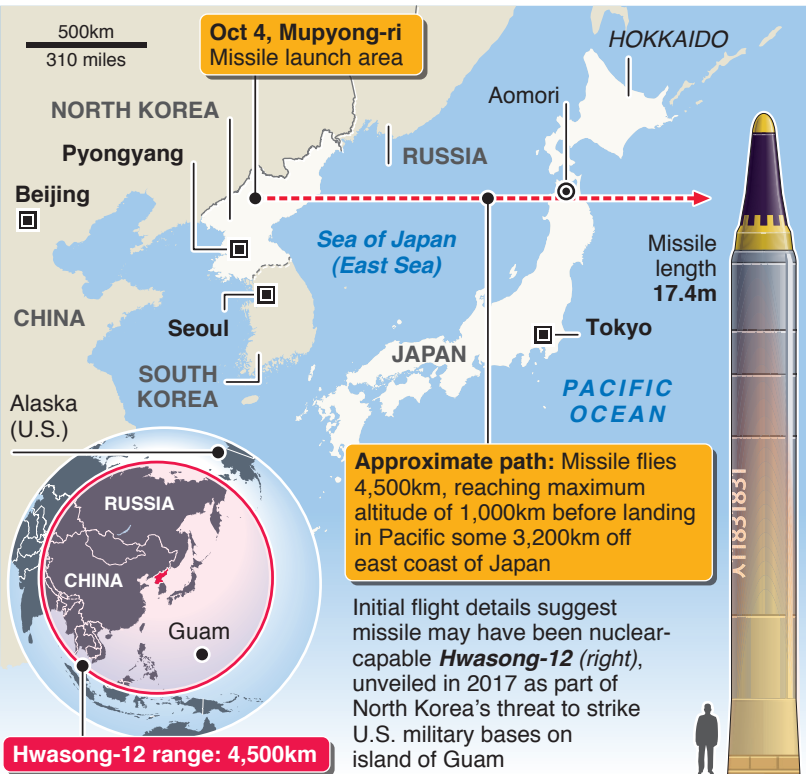 500km
310 miles
Oct 4, Mupyong-ri
Missile launch area
HOKKAIDO
Aomori
NORTH KOREA
Pyongyang
RUSSIA
Beijing
Sea of Japan
(East Sea)
Missile
length
17.4m
CHINA
Seoul
Tokyo
JAPAN
SOUTH
KOREA
PACIFIC
OCEAN
Alaska
(U.S.)
Approximate path: Missile flies
4,500km, reaching maximum
altitude of 1,000km before landing
in Pacific some 3,200km off
east coast of Japan
RUSSIA
CHINA
Guam
Initial flight details suggest
missile may have been nuclear-
capable Hwasong-12 (right),
unveiled in 2017 as part of
North Korea's threat to strike
U.S. military bases on
island of Guam
Hwasong-12 range: 4,500km